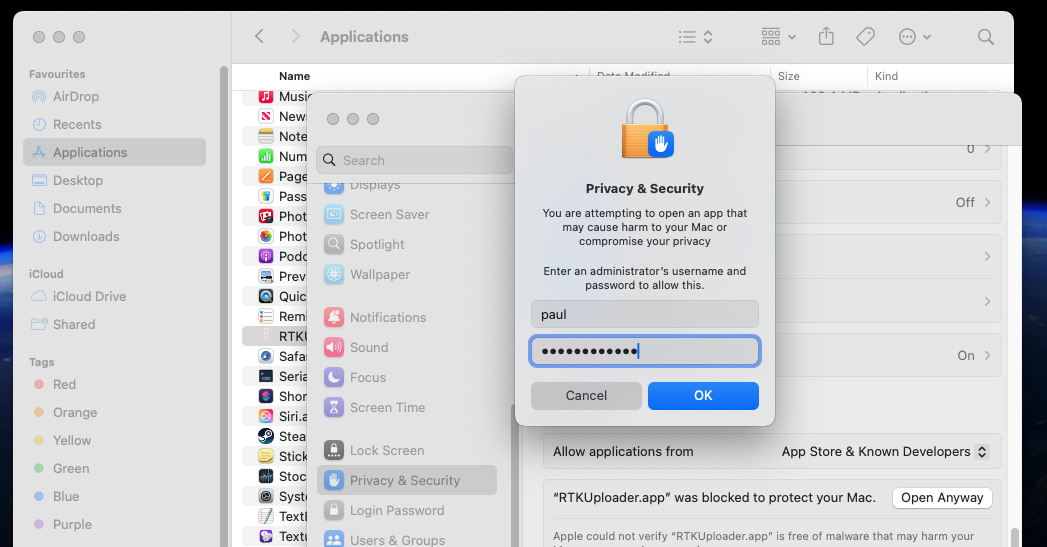 Applications
Favourites
AirDrop
Recents
Applications
Desktop
Documents
Downloads
iCloud
iCloud Drive
Shared
Tags
Red
Orange
Yellow
Green
Blue
Purple
Name
Date Modified
Size
Kind
Music
News
Note
Num
Page
Pass
Phot
Phot
Podc
Prev
Quic
Remi
RTKU
Safar
Seria
Short
Siri.a
Stea
Stick
Stoc
Syste
TextE
Textu
Search
Displays
Screen Saver
Spotlight
Wallpaper
Notifications
Sound
Focus
Screen Time
Lock Screen
Privacy & Security
Login Password
Users & Groups
Privacy & Security
You are attempting to open an app that
may cause harm to your Mac or
compromise your privacy
Enter an administrator's username and
password to allow this.
paul
••••••••••••
Cancel
OK
0
Off
On
Allow applications from
App Store & Known Developers
“RTKUploader.app” was blocked to protect your Mac.
Open Anyway
Apple could not verify “RTKUploader.app” is free of malware that may harm your